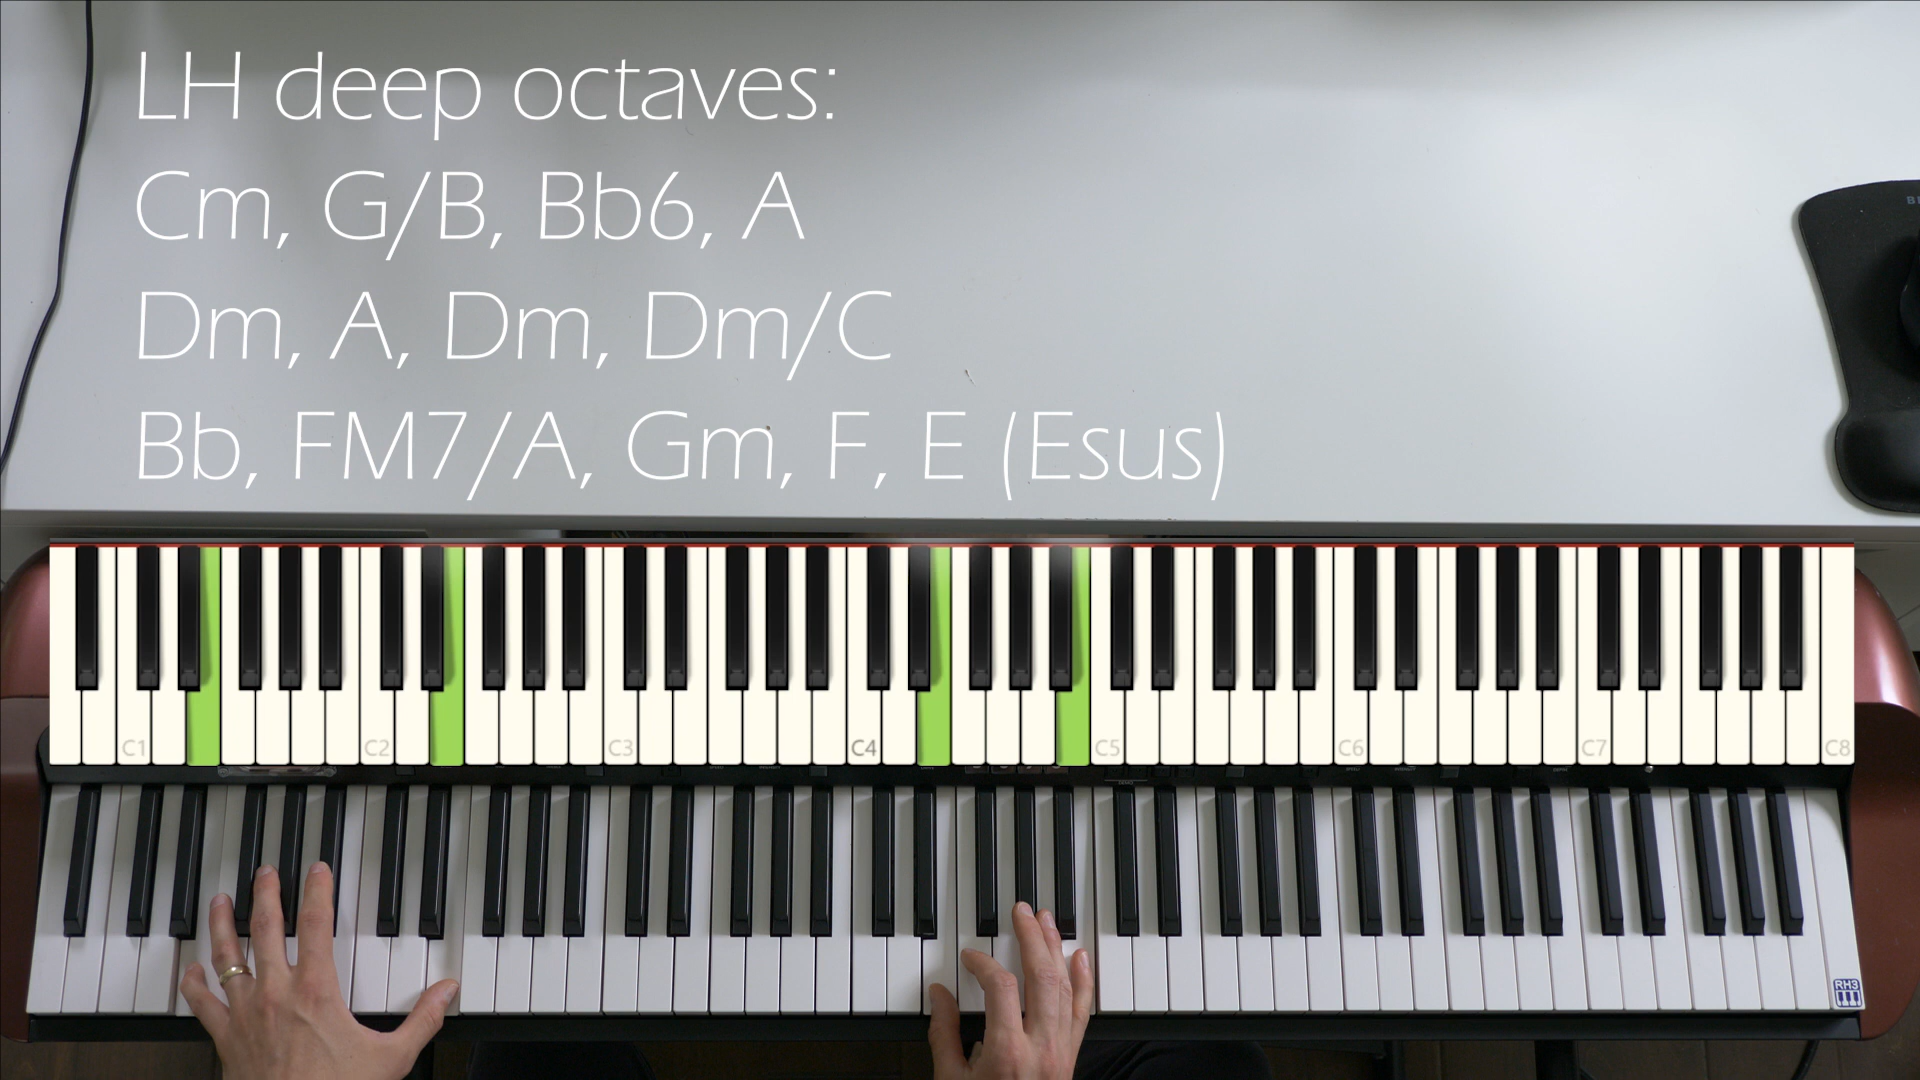 LH deep octaves:
Cm, G/B, Bb6, A
Dm, A, Dm, Dm/C
Bb, FM7/A, Gm, F, E (Esus)
C1 C2 C3 C4 C5 C6 C7 C8
RH3